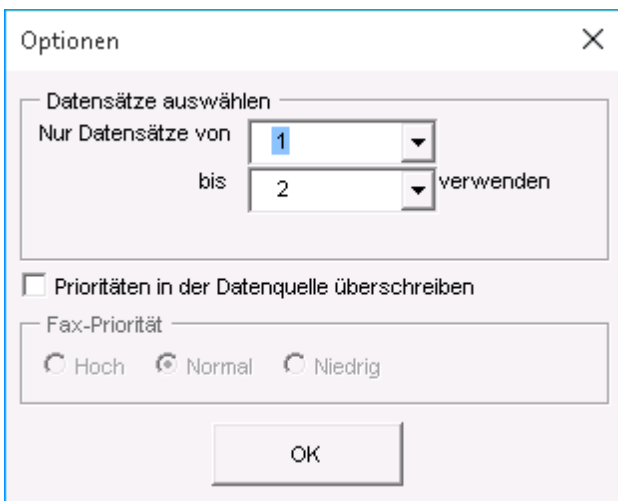 Optionen
Datensätze auswählen
Nur Datensätze von 1
bis 2 verwenden
Prioritäten in der Datenquelle überschreiben
Fax-Priorität
Hoch Normal Niedrig
OK